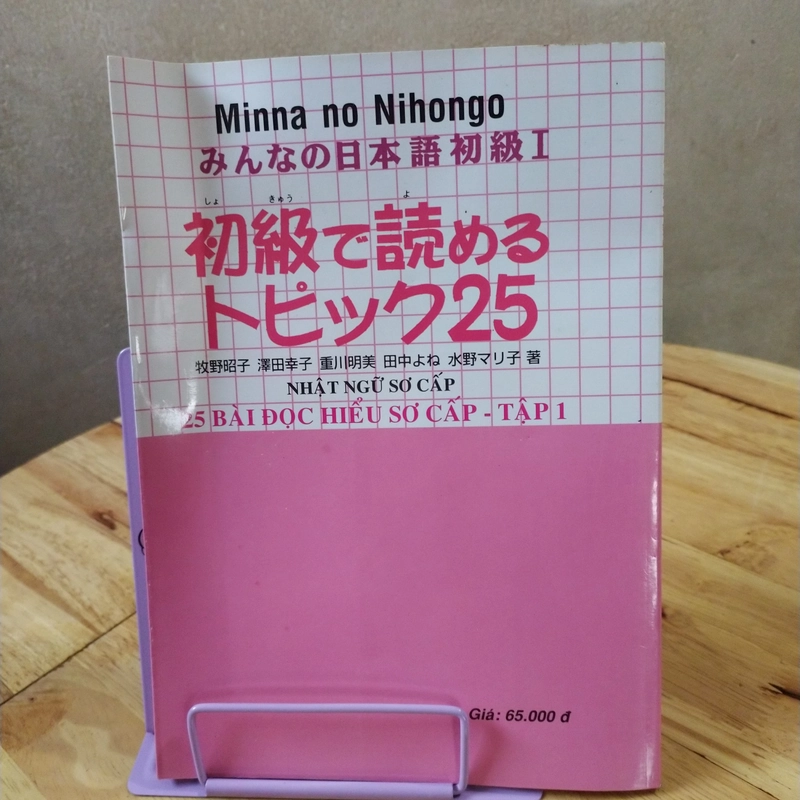 Minna no Nihongo
みんなの日本語初級 I
しょ きゅう よ
初級で読める
トピック25
牧野昭子 澤田幸子 重川明美 田中よね 水野マリ子 著
NHẬT NGỮ SƠ CẤP
25 BÀI ĐỌC HIỂU SƠ CẤP - TẬP 1
Giá: 65.000 đ